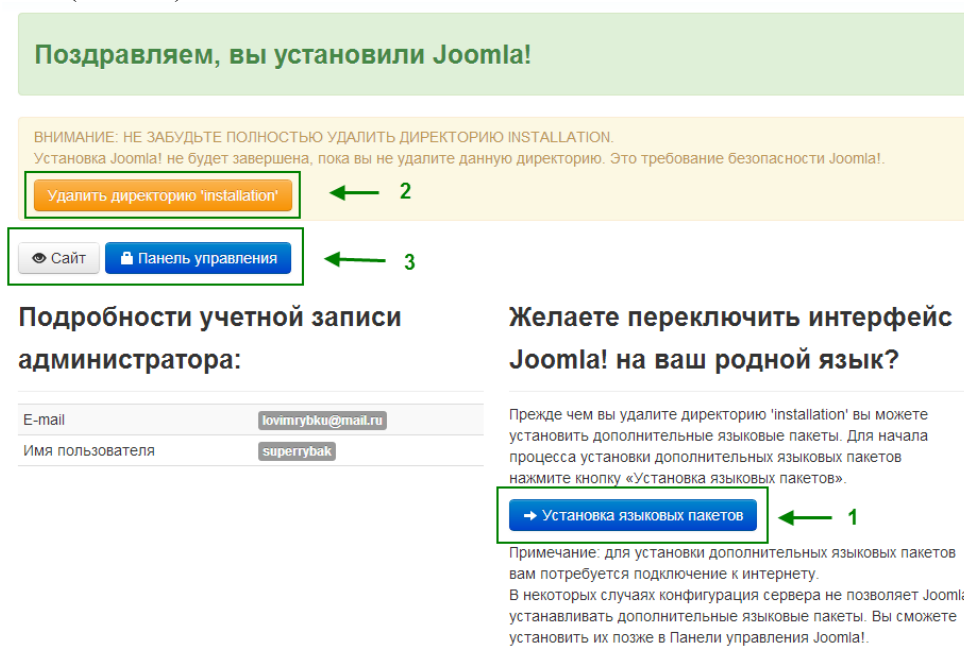 Поздравляем, вы установили Joomla!
ВНИМАНИЕ: НЕ ЗАБУДЬТЕ ПОЛНОСТЬЮ УДАЛИТЬ ДИРЕКТОРИЮ INSTALLATION.
Установка Joomla! не будет завершена, пока вы не удалите данную директорию. Это требование безопасности Joomla!.
Удалить директорию 'installation'
2
Сайт
Панель управления
3
Подробности учетной записи
администратора:
E-mail
lovimrybku@mail.ru
Имя пользователя
superrybak
Желаете переключить интерфейс
Joomla! на ваш родной язык?
Прежде чем вы удалите директорию 'installation' вы можете
установить дополнительные языковые пакеты. Для начала
процесса установки дополнительных языковых пакетов
нажмите кнопку «Установка языковых пакетов».
Установка языковых пакетов
1
Примечание: для установки дополнительных языковых пакетов
вам потребуется подключение к интернету.
В некоторых случаях конфигурация сервера не позволяет Joomla
устанавливать дополнительные языковые пакеты. Вы сможете
установить их позже в Панели управления Joomla!.